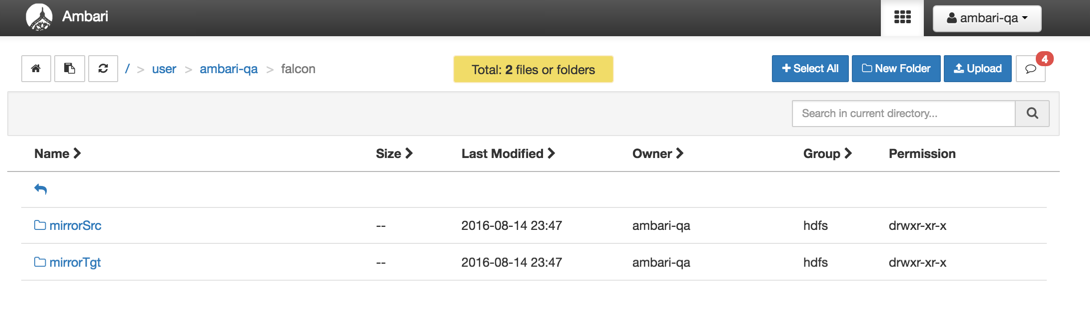 Ambari
ambari-qa
/ > user > ambari-qa > falcon
Total: 2 files or folders
Select All
New Folder
Upload
4
Search in current directory...
Name Size Last Modified Owner Group Permission
mirrorSrc -- 2016-08-14 23:47 ambari-qa hdfs drwxr-xr-x
mirrorTgt -- 2016-08-14 23:47 ambari-qa hdfs drwxr-xr-x